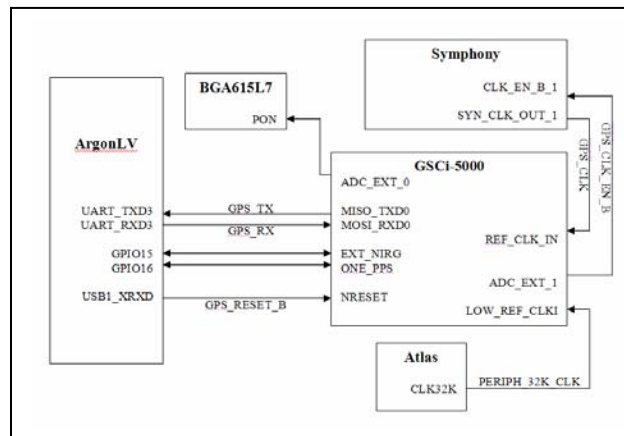 Symphony
BGA615L7
CLK_EN_B_1
PON
SYN_CLK_OUT_1
ArgonLV
GSCi-5000
GPS_CLK
GPS_CLK_EN_B
ADC_EXT_0
UART_TXD3
GPS_TX
MISO_TXD0
UART_RXD3
GPS_RX
MOSI_RXD0
REF_CLK_IN
GPIO15
EXT_NIRG
GPIO16
ONE_PPS
ADC_EXT_1
USB1_XRXD
GPS_RESET_B
NRESET
LOW_REF_CLKI
Atlas
CLK32K
PERIPH_32K_CLK